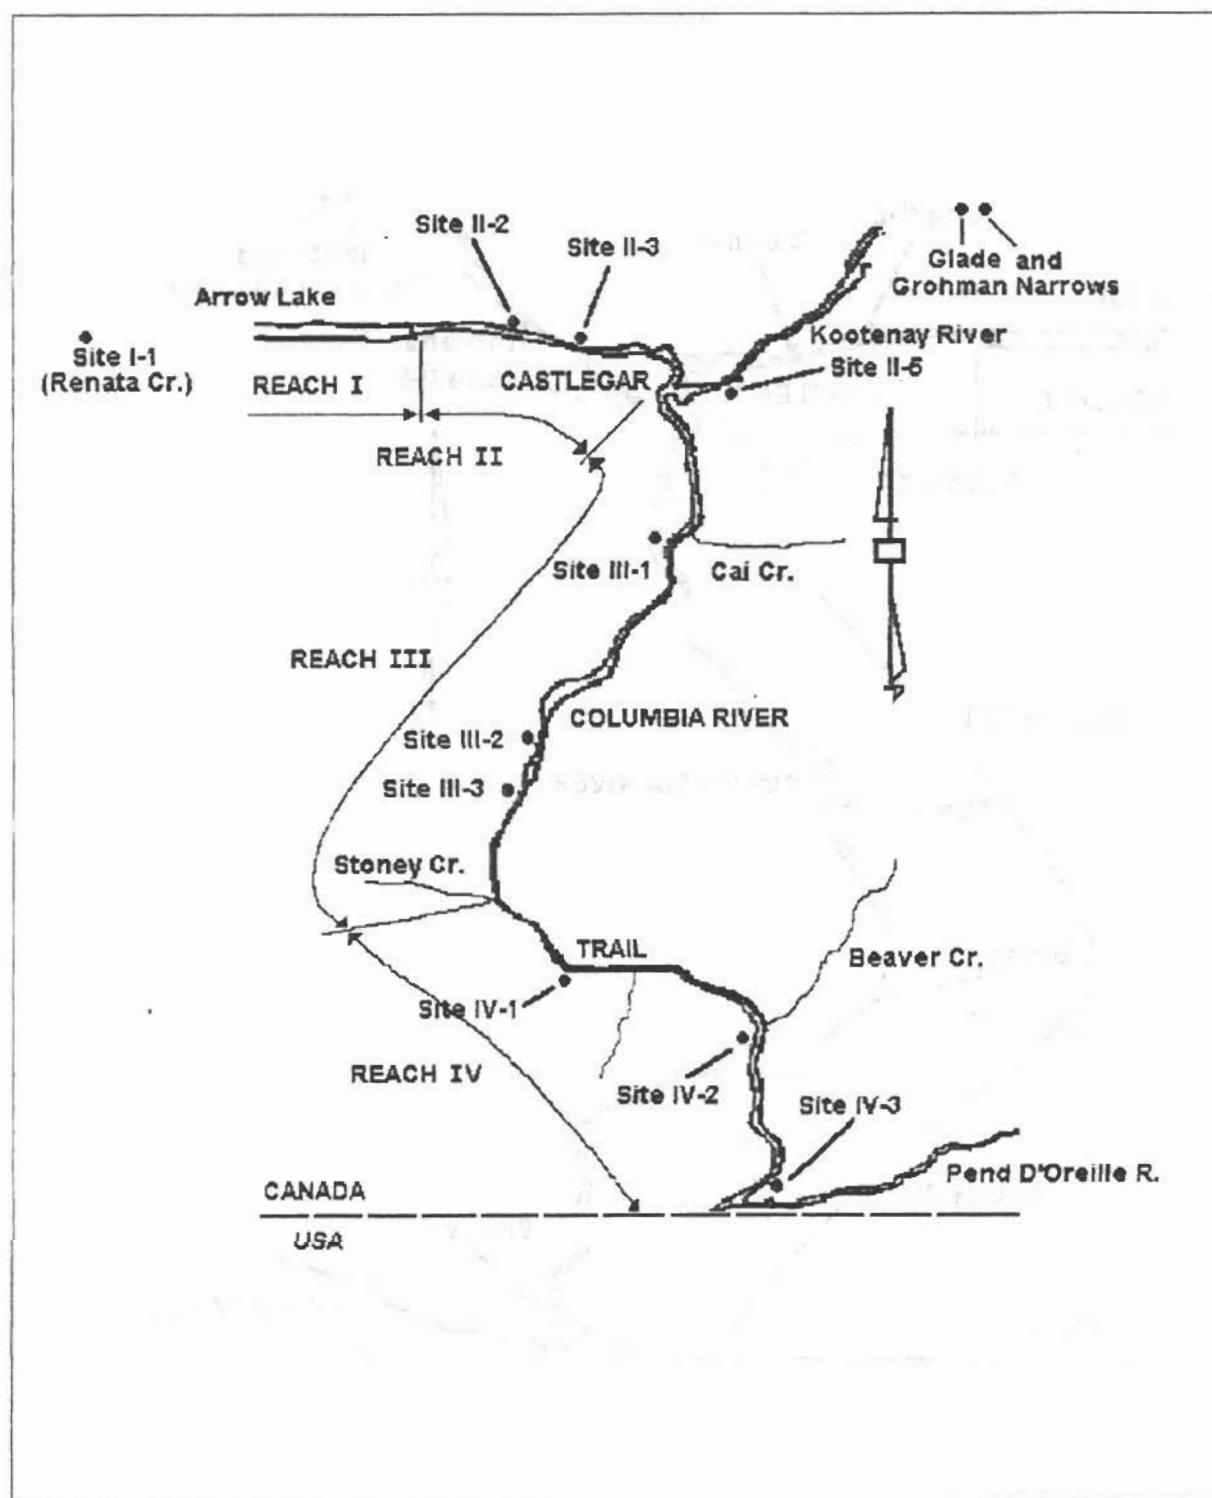 Site II-2
Site II-3
Glade and
Grohman Narrows
Arrow Lake
Kootenay River
Site I-1
(Renata Cr.)
REACH I
CASTLEGAR
Site II-5
REACH II
Site III-1
Cai Cr.
REACH III
COLUMBIA RIVER
Site III-2
Site III-3
Stoney Cr.
TRAIL
Beaver Cr.
Site IV-1
REACH IV
Site IV-2
Site IV-3
Pend D'Oreille R.
CANADA
USA